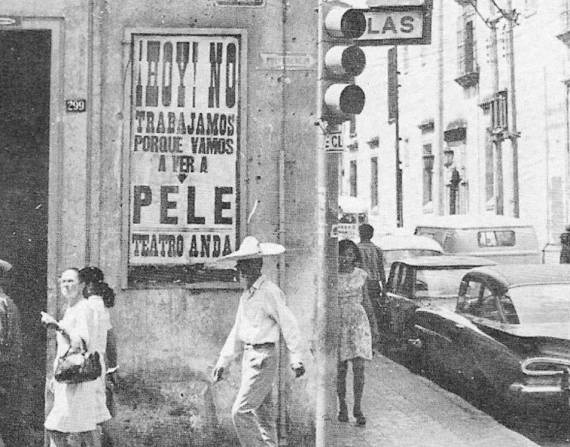 ¡HOY! NO
TRABAJAMOS
PORQUE VAMOS
A VER A
PELE
TEATRO ANDA
299
LAS